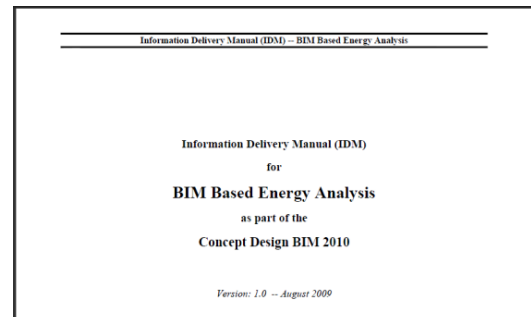 Information Delivery Manual (IDM) -- BIM Based Energy Analysis
Information Delivery Manual (IDM)
for
BIM Based Energy Analysis
as part of the
Concept Design BIM 2010
Version: 1.0 -- August 2009